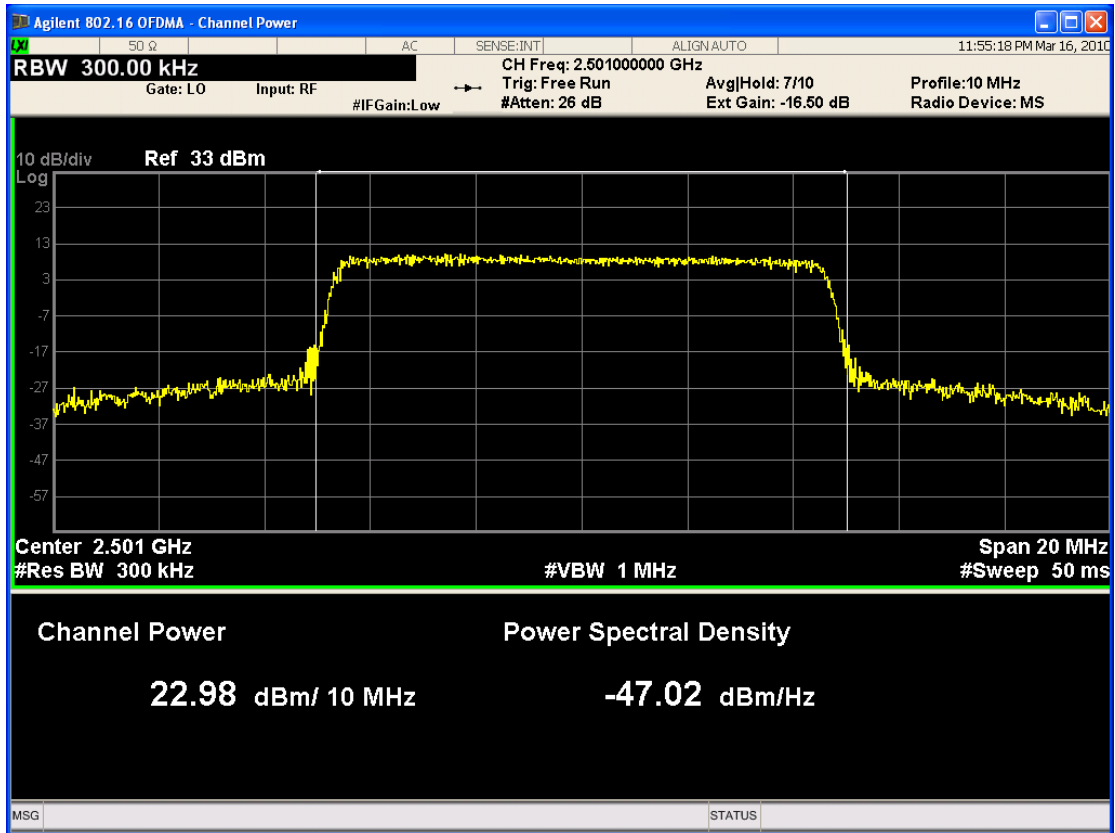 Agilent 802.16 OFDMA - Channel Power
LXI 50 Ω AC SENSE:INT ALIGN AUTO 11:55:18 PM Mar 16, 2010
RBW 300.00 kHz CH Freq: 2.501000000 GHz
Gate: LO Input: RF Trig: Free Run Avg|Hold: 7/10 Profile:10 MHz
#IFGain:Low #Atten: 26 dB Ext Gain: -16.50 dB Radio Device: MS
10 dB/div Ref 33 dBm
Log
23
13
3
-7
-17
-27
-37
-47
-57
Center 2.501 GHz Span 20 MHz
#Res BW 300 kHz #VBW 1 MHz #Sweep 50 ms
Channel Power Power Spectral Density
22.98 dBm/ 10 MHz -47.02 dBm/Hz
MSG STATUS